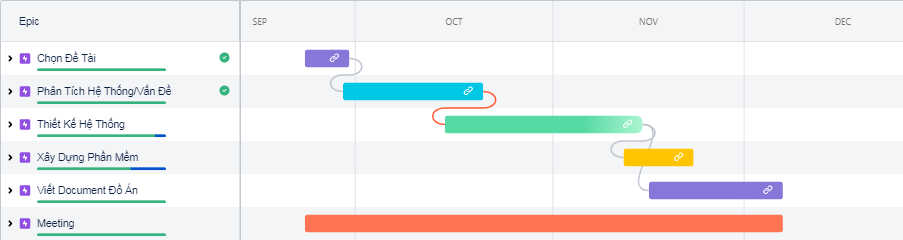 Epic
SEP
OCT
NOV
DEC
Chọn Đề Tài
Phân Tích Hệ Thống/Vấn Đề
Thiết Kế Hệ Thống
Xây Dựng Phần Mềm
Viết Document Đồ Án
Meeting